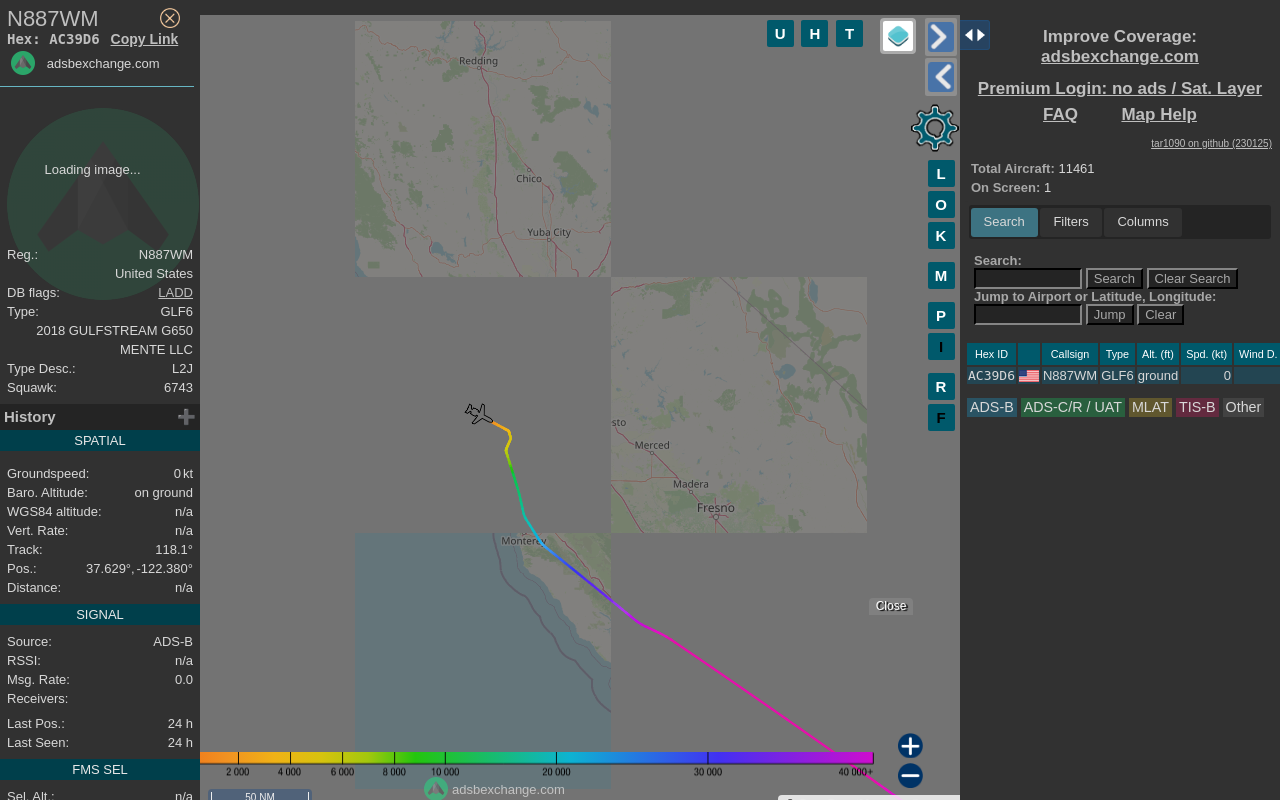 N887WM
Hex: AC39D6 Copy Link
adsbexchange.com
Loading image...
Reg.: N887WM
United States
DB flags: LADD
Type: GLF6
2018 GULFSTREAM G650
MENTE LLC
Type Desc.: L2J
Squawk: 6743
History
SPATIAL
Groundspeed: 0 kt
Baro. Altitude: on ground
WGS84 altitude: n/a
Vert. Rate: n/a
Track: 118.1°
Pos.: 37.629°, -122.380°
Distance: n/a
SIGNAL
Source: ADS-B
RSSI: n/a
Msg. Rate: 0.0
Receivers:
Last Pos.: 24 h
Last Seen: 24 h
FMS SEL
Sel. Alt.: n/a
Redding
Chico
Yuba City
sto
Merced
Madera
Fresno
Monterey
U H T
L
O
K
M
P
I
R
F
Close
2 000 4 000 6 000 8 000 10 000 20 000 30 000 40 000+
50 NM
adsbexchange.com
Improve Coverage:
adsbexchange.com
Premium Login: no ads / Sat. Layer
FAQ Map Help
tar1090 on github (230125)
Total Aircraft: 11461
On Screen: 1
Search Filters Columns
Search:
Search Clear Search
Jump to Airport or Latitude, Longitude:
Jump Clear
Hex ID Callsign Type Alt. (ft) Spd. (kt) Wind D.
AC39D6 N887WM GLF6 ground 0
ADS-B ADS-C/R / UAT MLAT TIS-B Other